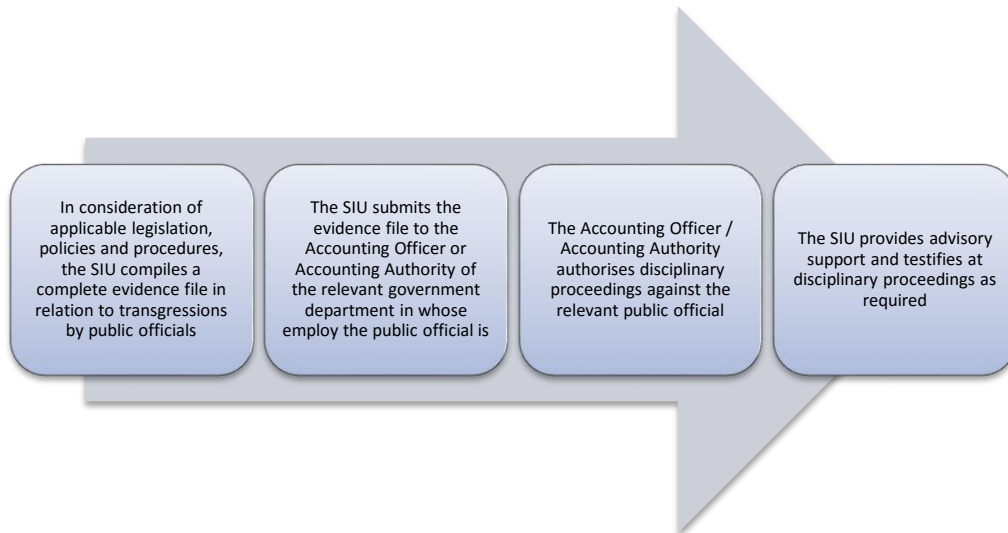 In consideration of
applicable legislation,
policies and procedures,
the SIU compiles a
complete evidence file in
relation to transgressions
by public officials
The SIU submits the
evidence file to the
Accounting Officer or
Accounting Authority of
the relevant government
department in whose
employ the public official is
The Accounting Officer /
Accounting Authority
authorises disciplinary
proceedings against the
relevant public official
The SIU provides advisory
support and testifies at
disciplinary proceedings as
required